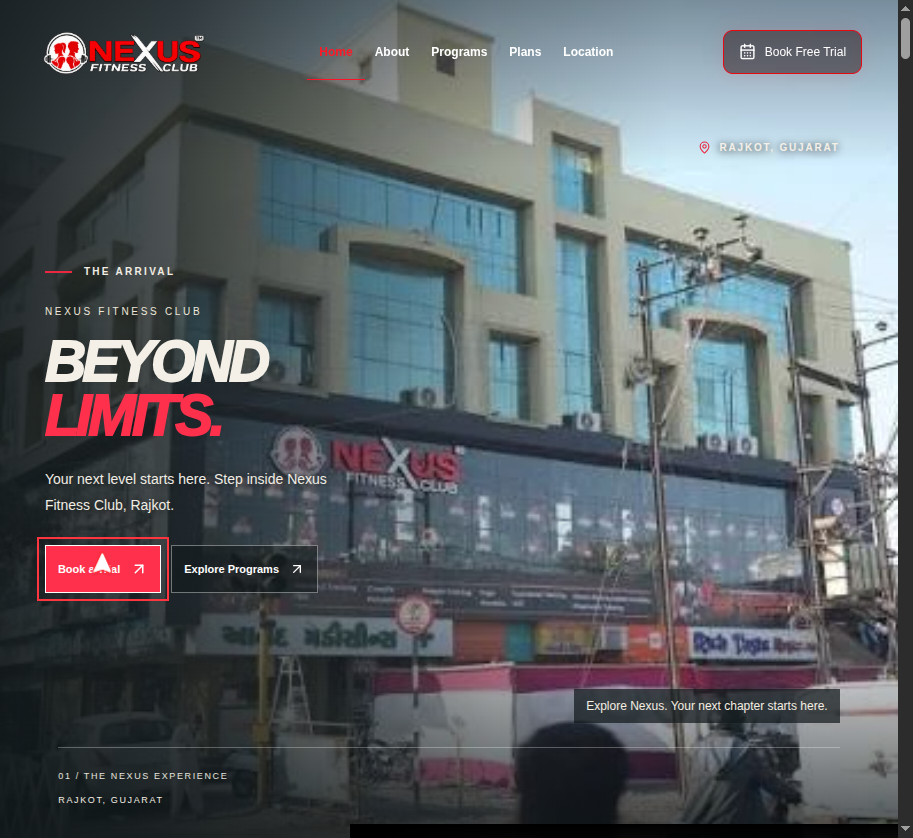 NEXUS
FITNESS CLUB
Home
About
Programs
Plans
Location
Book Free Trial
RAJKOT, GUJARAT
THE ARRIVAL
NEXUS FITNESS CLUB
BEYOND
LIMITS.
NEXUS
FITNESS CLUB
Your next level starts here. Step inside Nexus
Fitness Club, Rajkot.
Book a Trial
Explore Programs
Explore Nexus. Your next chapter starts here.
01 / THE NEXUS EXPERIENCE
RAJKOT, GUJARAT